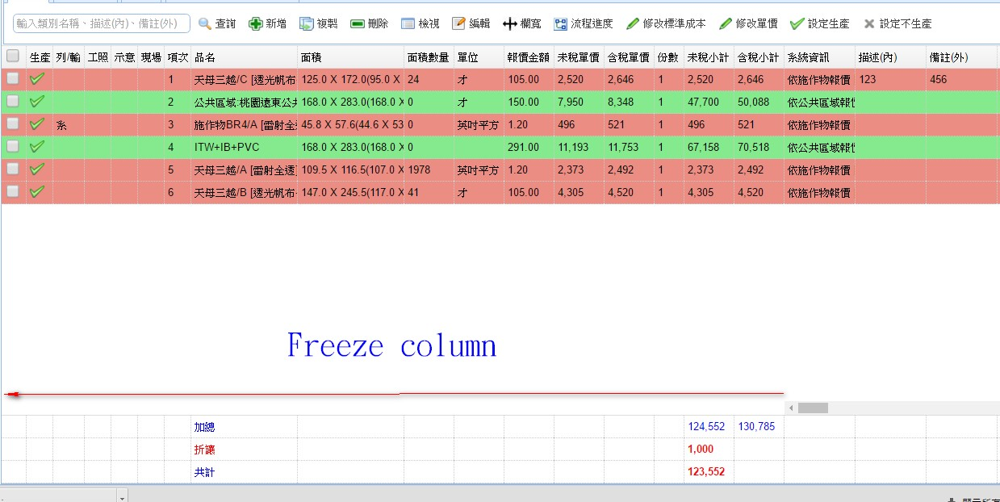 輸入類別名稱、描述(內)、備註(外) 查詢 新增 複製 刪除 檢視 編輯 欄寬 流程進度 修改標準成本 修改單價 設定生產 設定不生產
生產 列/輸 工照 示意 現場 項次 品名 面積 面積數量 單位 報價金額 未稅單價 含稅單價 份數 未稅小計 含稅小計 系統資訊 描述(內) 備註(外)
1 天母三越/C [透光帆布 125.0 X 172.0(95.0 X 24 才 105.00 2,520 2,646 1 2,520 2,646 依施作物報價 123 456
2 公共區域:桃園遠東公共 168.0 X 283.0(168.0 X 0 才 150.00 7,950 8,348 1 47,700 50,088 依公共區域報價
系 3 施作物BR4/A [雷射全透 45.8 X 57.6(44.6 X 53 0 英吋平方 1.20 496 521 1 496 521 依施作物報價
4 ITW+IB+PVC 168.0 X 283.0(168.0 X 0 291.00 11,193 11,753 1 67,158 70,518 依公共區域報價
5 天母三越/A [雷射全透] 109.5 X 116.5(107.0 X 1978 英吋平方 1.20 2,373 2,492 1 2,373 2,492 依施作物報價
6 天母三越/B [透光帆布- 147.0 X 245.5(117.0 X 41 才 105.00 4,305 4,520 1 4,305 4,520 依施作物報價
Freeze column
加總 124,552 130,785
折讓 1,000
共計 123,552